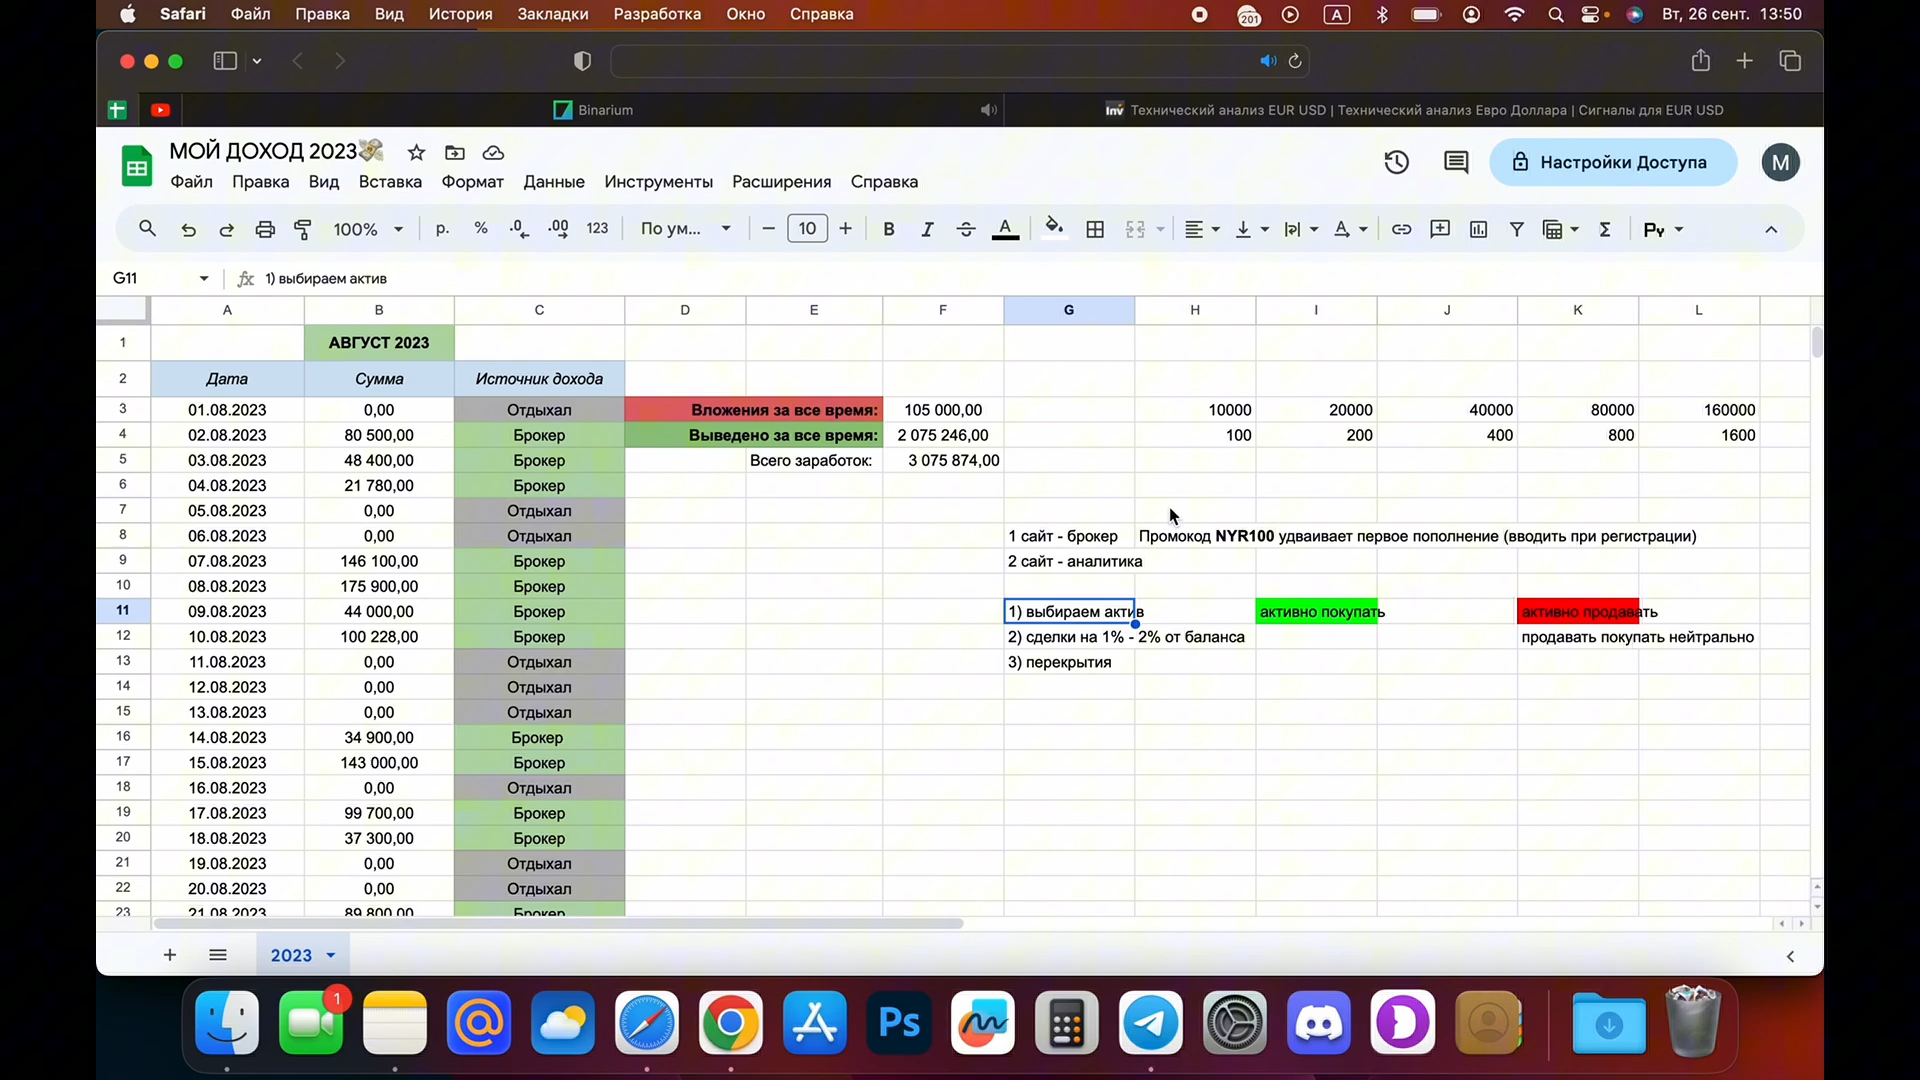 Safari Файл Правка Вид История Закладки Разработка Окно Справка 201 A Вт, 26 сент. 13:50
Binarium Inv Технический анализ EUR USD | Технический анализ Евро Доллара | Сигналы для EUR USD
МОЙ ДОХОД 2023
Настройки Доступа M
Файл Правка Вид Вставка Формат Данные Инструменты Расширения Справка
100% р. % .0 .00 123 По ум... 10 B I A Ру
G11 fx 1) выбираем актив
A B C D E F G H I J K L
1 АВГУСТ 2023
2 Дата Сумма Источник дохода
3 01.08.2023 0,00 Отдыхал Вложения за все время: 105 000,00 10000 20000 40000 80000 160000
4 02.08.2023 80 500,00 Брокер Выведено за все время: 2 075 246,00 100 200 400 800 1600
5 03.08.2023 48 400,00 Брокер Всего заработок: 3 075 874,00
6 04.08.2023 21 780,00 Брокер
7 05.08.2023 0,00 Отдыхал
8 06.08.2023 0,00 Отдыхал 1 сайт - брокер Промокод NYR100 удваивает первое пополнение (вводить при регистрации)
9 07.08.2023 146 100,00 Брокер 2 сайт - аналитика
10 08.08.2023 175 900,00 Брокер
11 09.08.2023 44 000,00 Брокер 1) выбираем актив активно покупать активно продавать
12 10.08.2023 100 228,00 Брокер 2) сделки на 1% - 2% от баланса продавать покупать нейтрально
13 11.08.2023 0,00 Отдыхал 3) перекрытия
14 12.08.2023 0,00 Отдыхал
15 13.08.2023 0,00 Отдыхал
16 14.08.2023 34 900,00 Брокер
17 15.08.2023 143 000,00 Брокер
18 16.08.2023 0,00 Отдыхал
19 17.08.2023 99 700,00 Брокер
20 18.08.2023 37 300,00 Брокер
21 19.08.2023 0,00 Отдыхал
22 20.08.2023 0,00 Отдыхал
23 21.08.2023 89 800,00 Брокер
2023
1
Ps